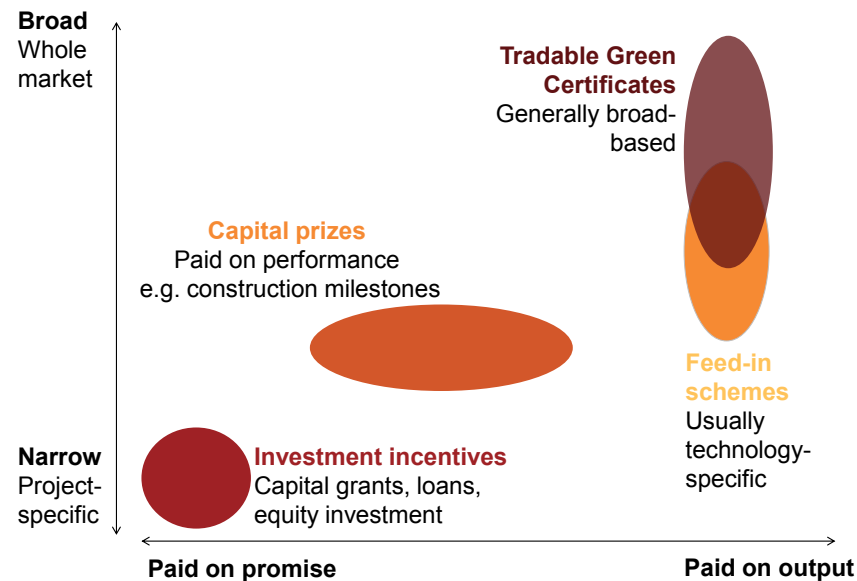 Broad
Whole
market
Tradable Green
Certificates
Generally broad-
based
Capital prizes
Paid on performance
e.g. construction milestones
Feed-in
schemes
Usually
technology-
specific
Narrow
Project-
specific
Investment incentives
Capital grants, loans,
equity investment
Paid on promise
Paid on output